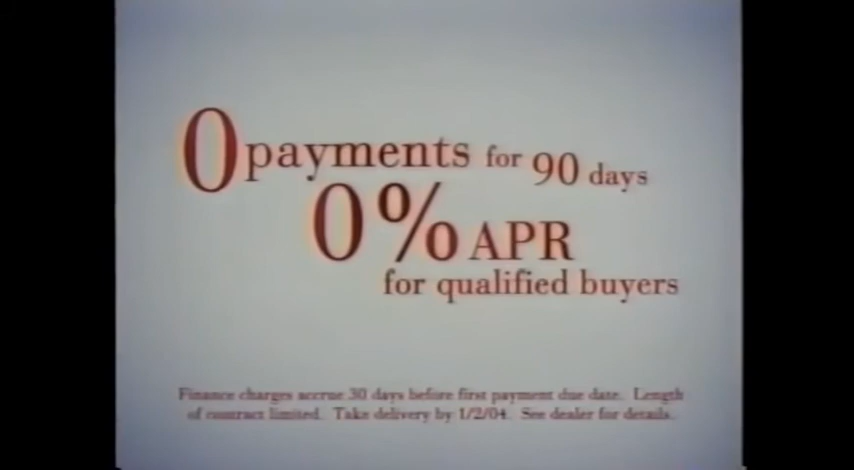 0 payments for 90 days
0% APR
for qualified buyers
Finance charges accrue 30 days before first payment due date. Length
of contract limited. Take delivery by 1/2/04. See dealer for details.